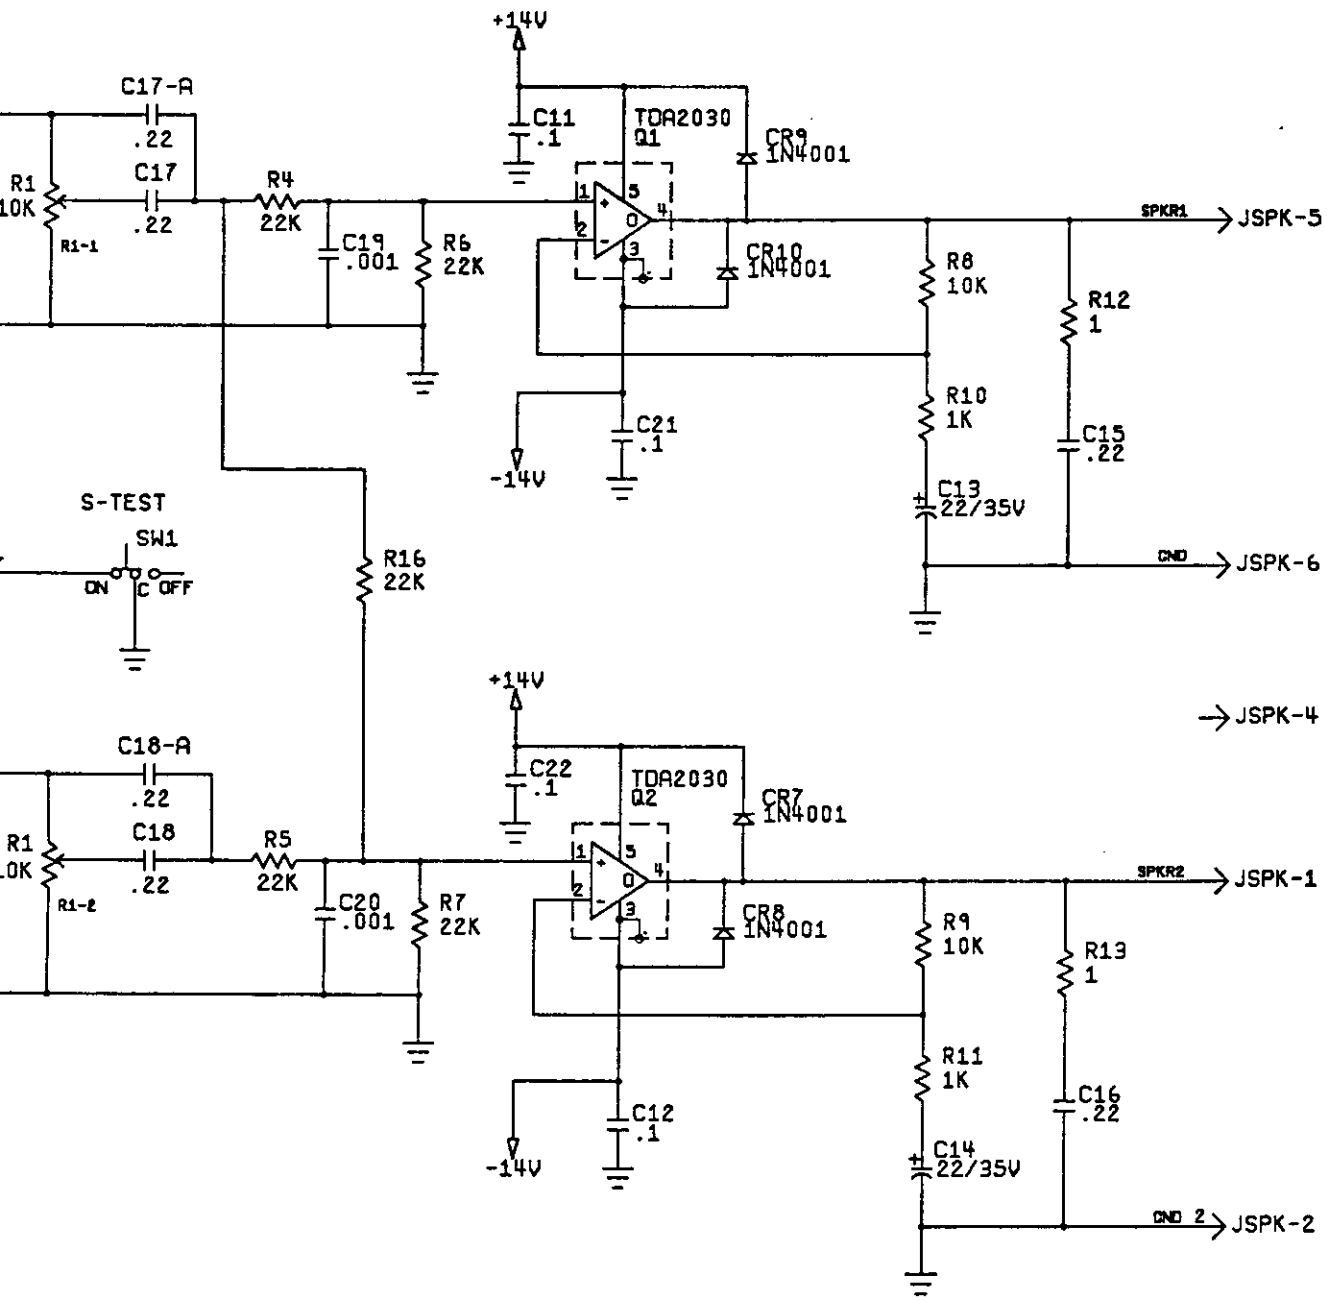 +14V
C17-A
.22
C17
.22
R1
10K
R1-1
R4
22K
C19
.001
R6
22K
C11
.1
TDA2030
Q1
1
2
5
4
3
+
-
O
CR9
1N4001
CR10
1N4001
SPKR1
JSPK-5
R8
10K
R12
1
R10
1K
C15
.22
C13
+
22/35V
GND
JSPK-6
C21
.1
-14V
S-TEST
SW1
ON
C
OFF
R16
22K
JSPK-4
+14V
C18-A
.22
C18
.22
R1
10K
R1-2
R5
22K
C20
.001
R7
22K
C22
.1
TDA2030
Q2
1
2
5
4
3
+
-
O
CR7
1N4001
CR8
1N4001
SPKR2
JSPK-1
R9
10K
R13
1
R11
1K
C16
.22
C14
+
22/35V
GND 2
JSPK-2
C12
.1
-14V